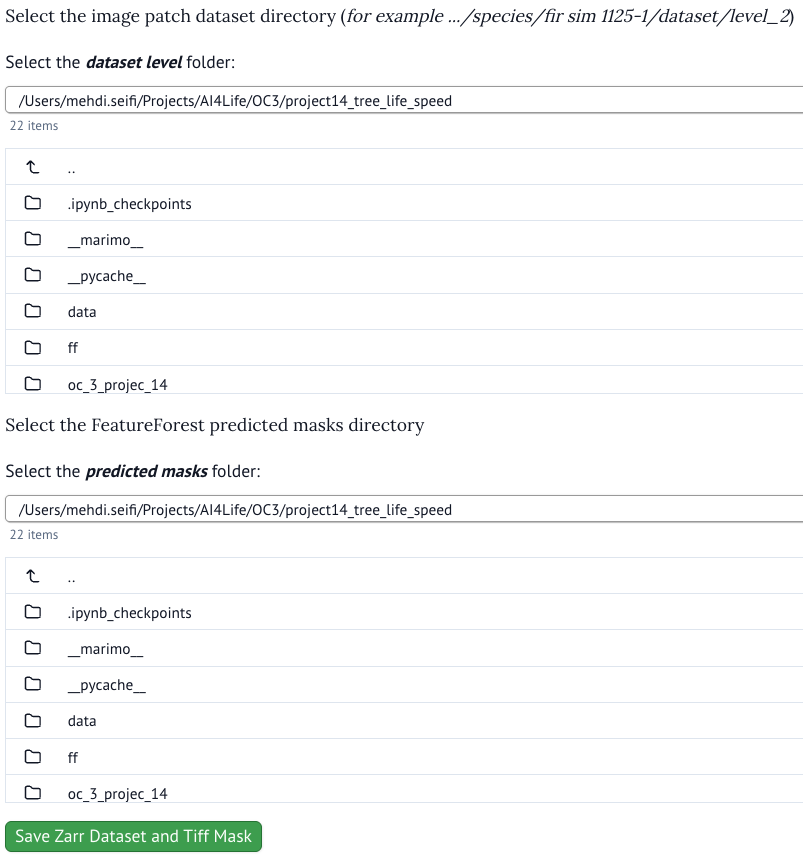 Select the image patch dataset directory (for example .../species/fir sim 1125-1/dataset/level_2)
Select the dataset level folder:
/Users/mehdi.seifi/Projects/AI4Life/OC3/project14_tree_life_speed
22 items
..
.ipynb_checkpoints
__marimo__
__pycache__
data
ff
oc_3_projec_14
Select the FeatureForest predicted masks directory
Select the predicted masks folder:
/Users/mehdi.seifi/Projects/AI4Life/OC3/project14_tree_life_speed
22 items
..
.ipynb_checkpoints
__marimo__
__pycache__
data
ff
oc_3_projec_14
Save Zarr Dataset and Tiff Mask